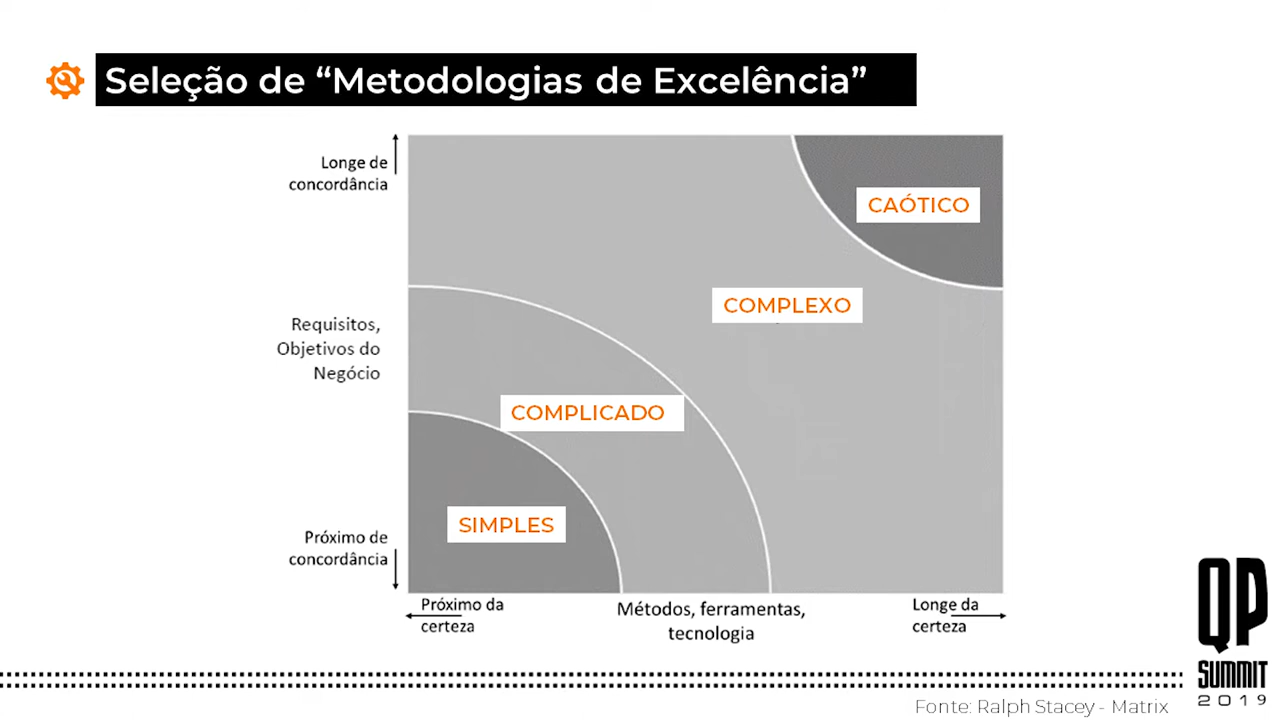 Seleção de “Metodologias de Excelência”
Longe de
concordância
CAÓTICO
COMPLEXO
Requisitos,
Objetivos do
Negócio
COMPLICADO
SIMPLES
Próximo de
concordância
Próximo da
certeza
Métodos, ferramentas,
tecnologia
Longe da
certeza
QP
SUMMIT
2019
Fonte: Ralph Stacey - Matrix